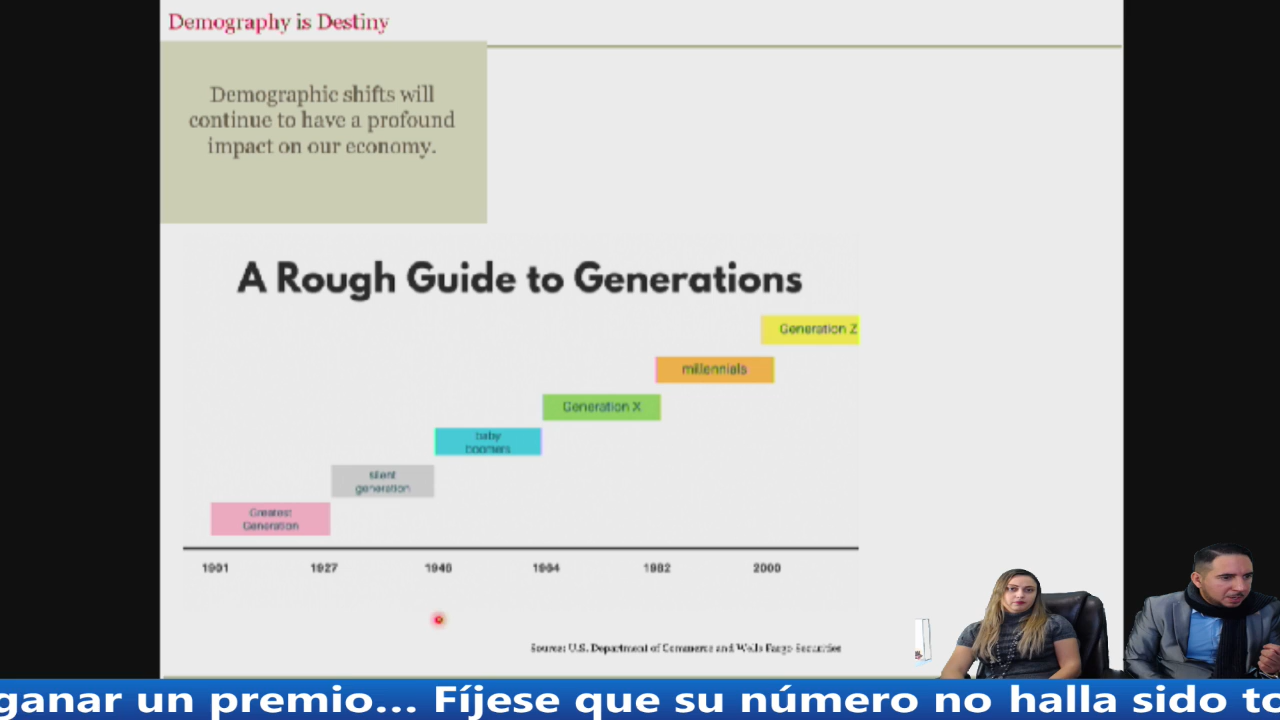 Demography is Destiny
Demographic shifts will
continue to have a profound
impact on our economy.
A Rough Guide to Generations
Generation Z
millennials
Generation X
baby
boomers
silent
generation
Greatest
Generation
1901 1927 1946 1964 1982 2000
Source: U.S. Department of Commerce and Wells Fargo Securities
ganar un premio... Fíjese que su número no halla sido to